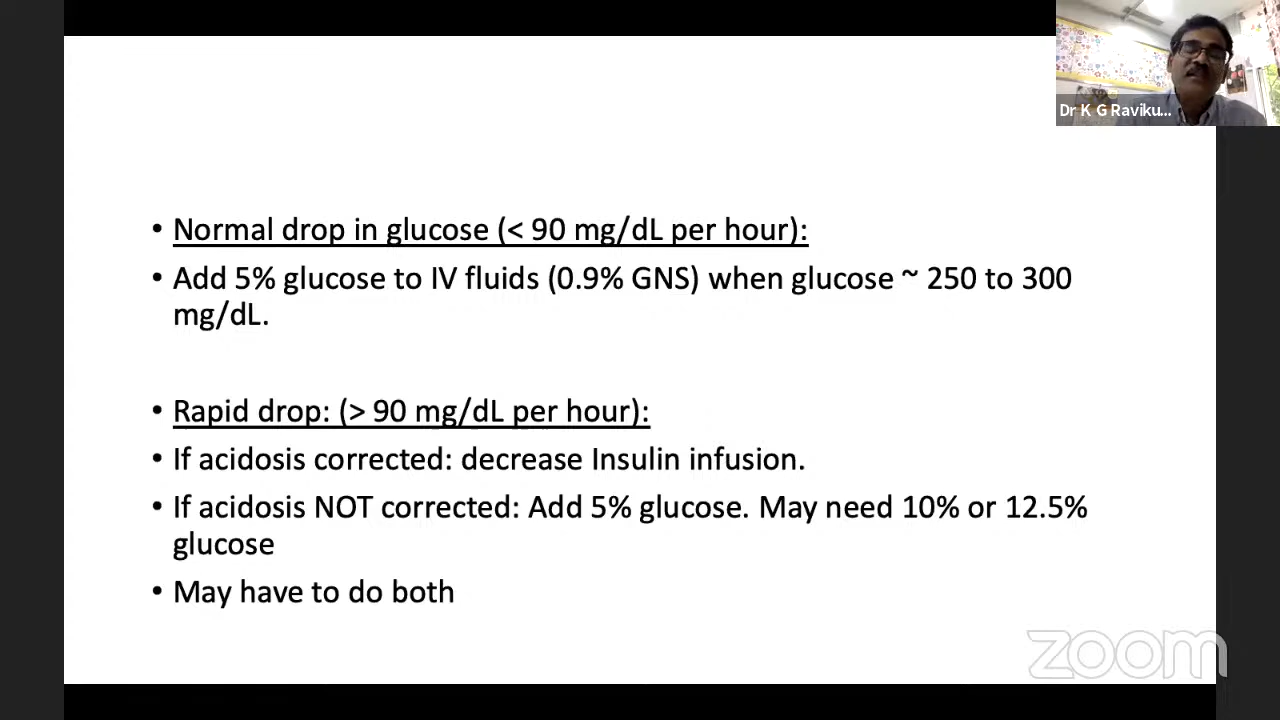 Dr K G Raviku...
• Normal drop in glucose (< 90 mg/dL per hour):
• Add 5% glucose to IV fluids (0.9% GNS) when glucose ~ 250 to 300
mg/dL.
• Rapid drop: (> 90 mg/dL per hour):
• If acidosis corrected: decrease Insulin infusion.
• If acidosis NOT corrected: Add 5% glucose. May need 10% or 12.5%
glucose
• May have to do both
zoom